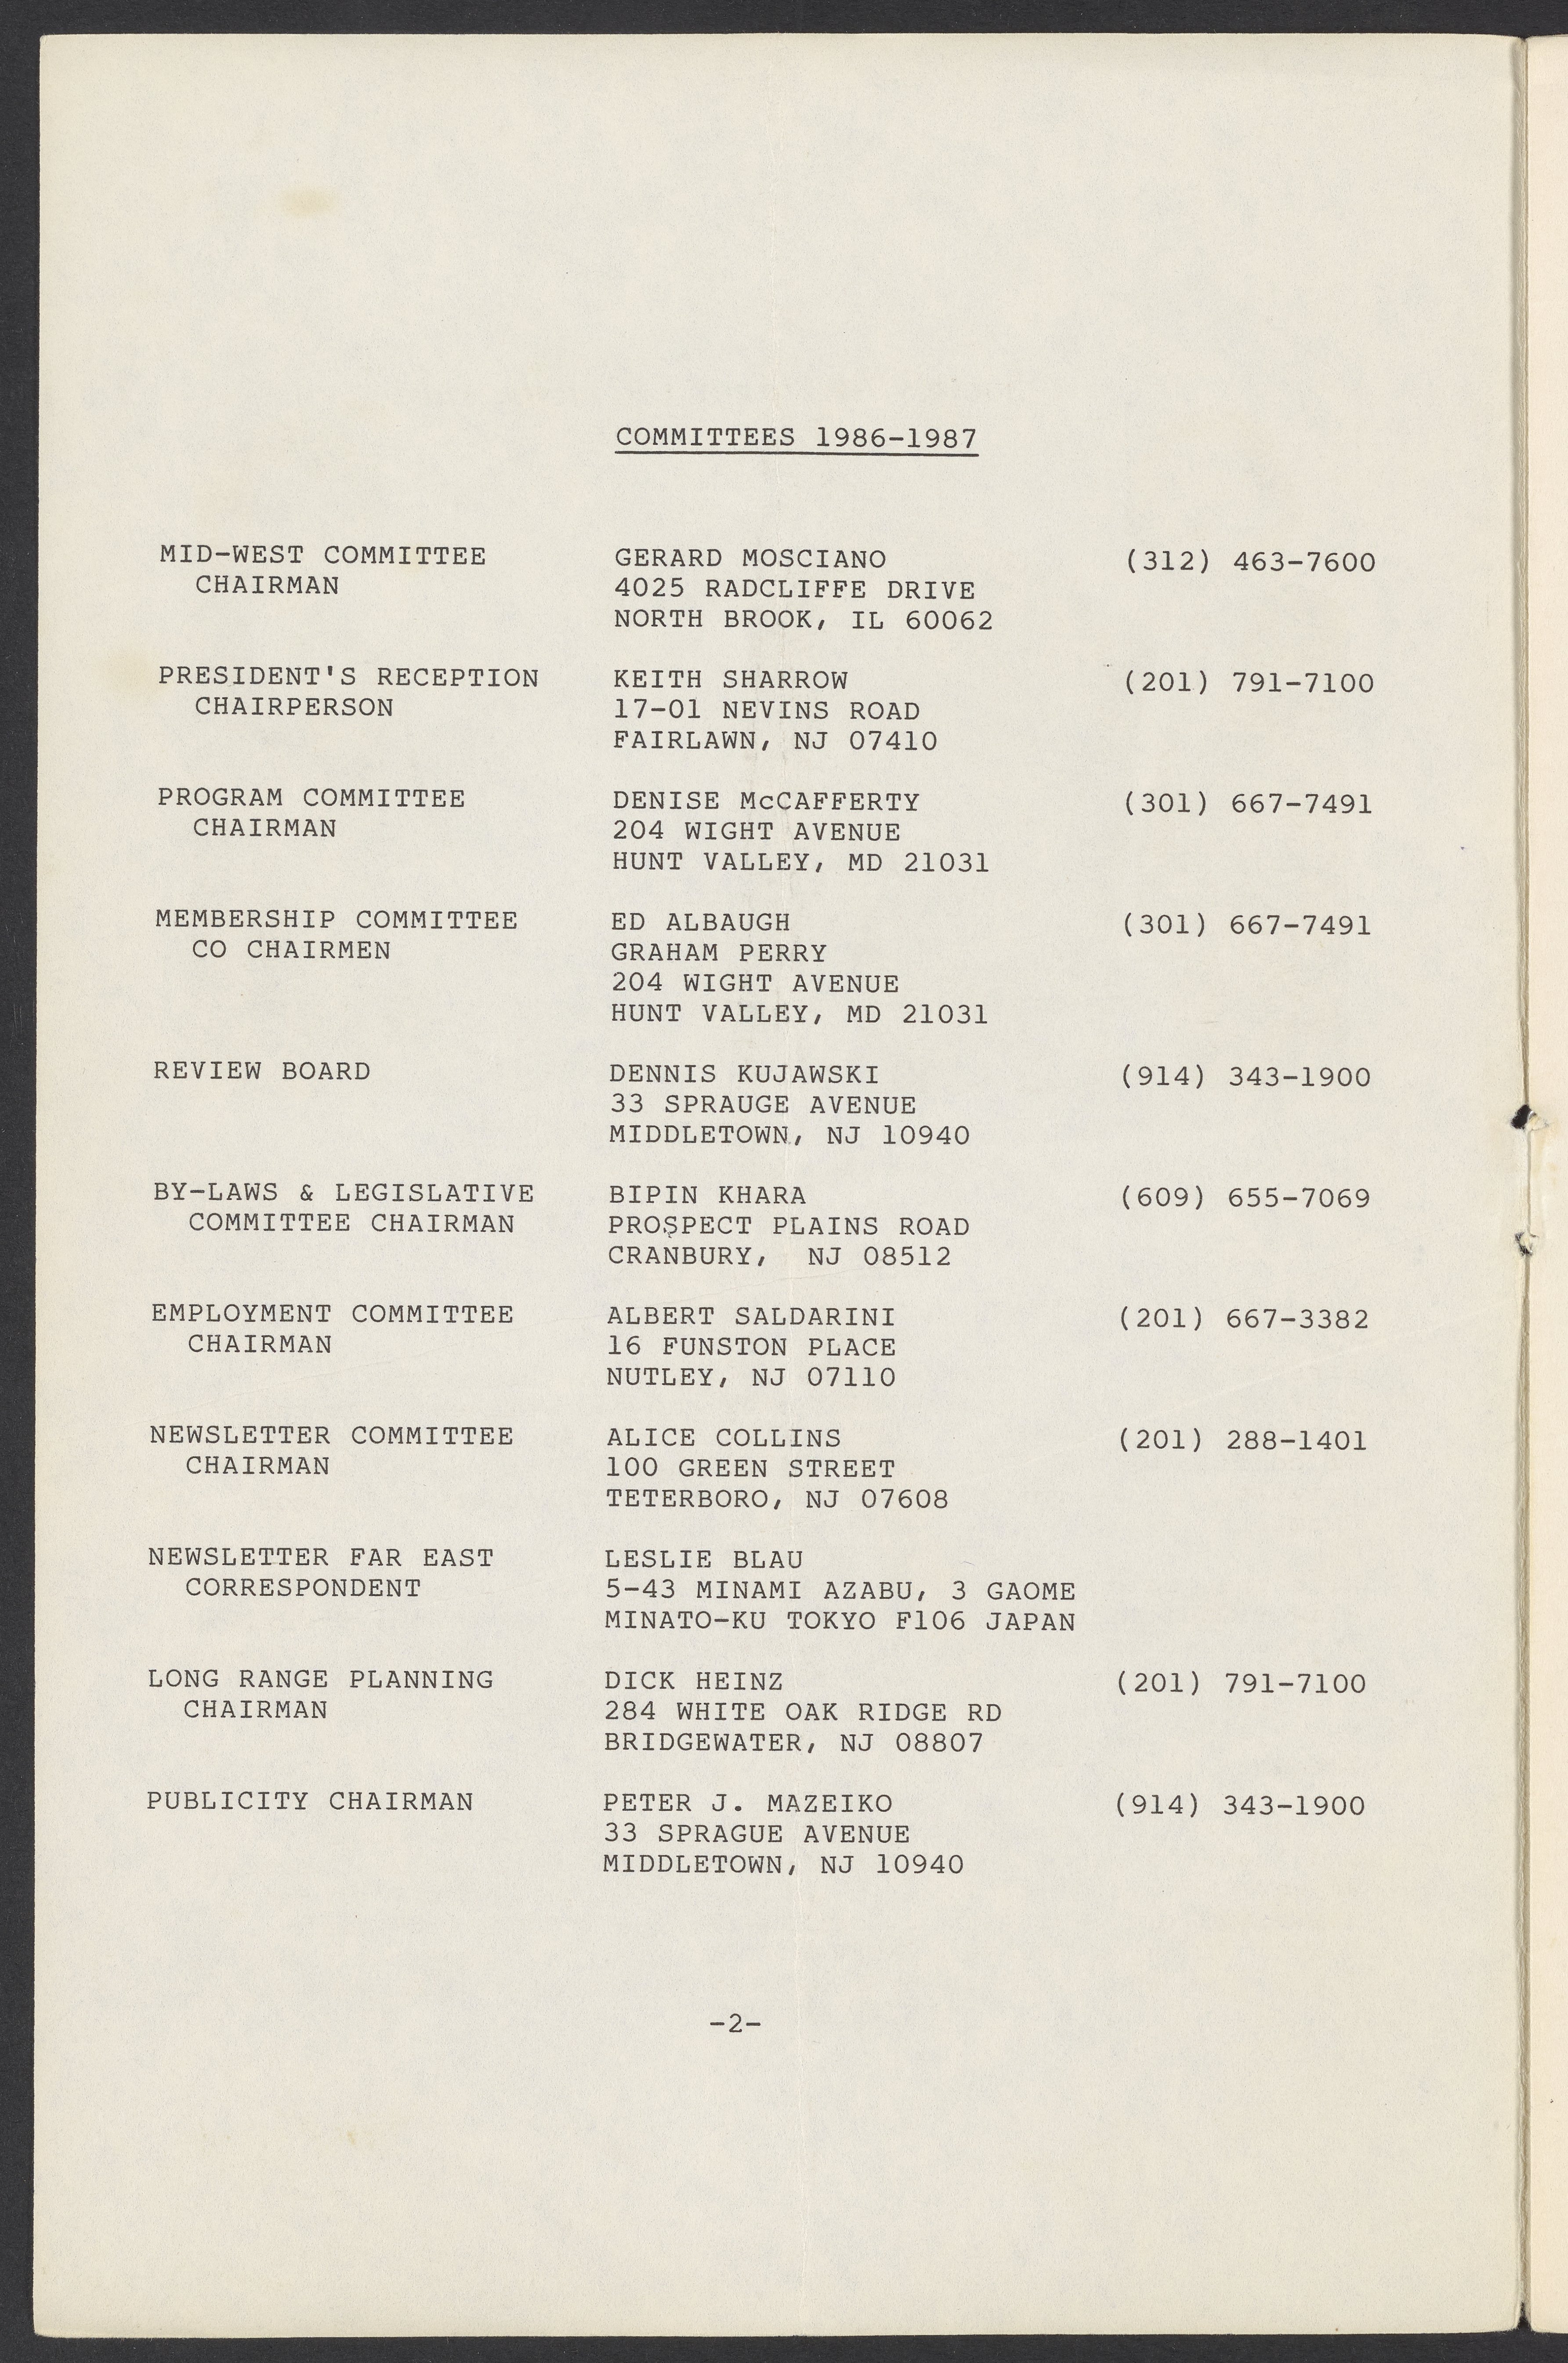 COMMITTEES 1986-1987
MID-WEST COMMITTEE GERARD MOSCIANO (312) 463-7600
CHAIRMAN 4025 RADCLIFFE DRIVE
NORTH BROOK, IL 60062
PRESIDENT'S RECEPTION KEITH SHARROW (201) 791-7100
CHAIRPERSON 17-01 NEVINS ROAD
FAIRLAWN, NJ 07410
PROGRAM COMMITTEE DENISE McCAFFERTY (301) 667-7491
CHAIRMAN 204 WIGHT AVENUE
HUNT VALLEY, MD 21031
MEMBERSHIP COMMITTEE ED ALBAUGH (301) 667-7491
CO CHAIRMEN GRAHAM PERRY
204 WIGHT AVENUE
HUNT VALLEY, MD 21031
REVIEW BOARD DENNIS KUJAWSKI (914) 343-1900
33 SPRAUGE AVENUE
MIDDLETOWN, NJ 10940
BY-LAWS & LEGISLATIVE BIPIN KHARA (609) 655-7069
COMMITTEE CHAIRMAN PROSPECT PLAINS ROAD
CRANBURY, NJ 08512
EMPLOYMENT COMMITTEE ALBERT SALDARINI (201) 667-3382
CHAIRMAN 16 FUNSTON PLACE
NUTLEY, NJ 07110
NEWSLETTER COMMITTEE ALICE COLLINS (201) 288-1401
CHAIRMAN 100 GREEN STREET
TETERBORO, NJ 07608
NEWSLETTER FAR EAST LESLIE BLAU
CORRESPONDENT 5-43 MINAMI AZABU, 3 GAOME
MINATO-KU TOKYO F106 JAPAN
LONG RANGE PLANNING DICK HEINZ (201) 791-7100
CHAIRMAN 284 WHITE OAK RIDGE RD
BRIDGEWATER, NJ 08807
PUBLICITY CHAIRMAN PETER J. MAZEIKO (914) 343-1900
33 SPRAGUE AVENUE
MIDDLETOWN, NJ 10940
-2-